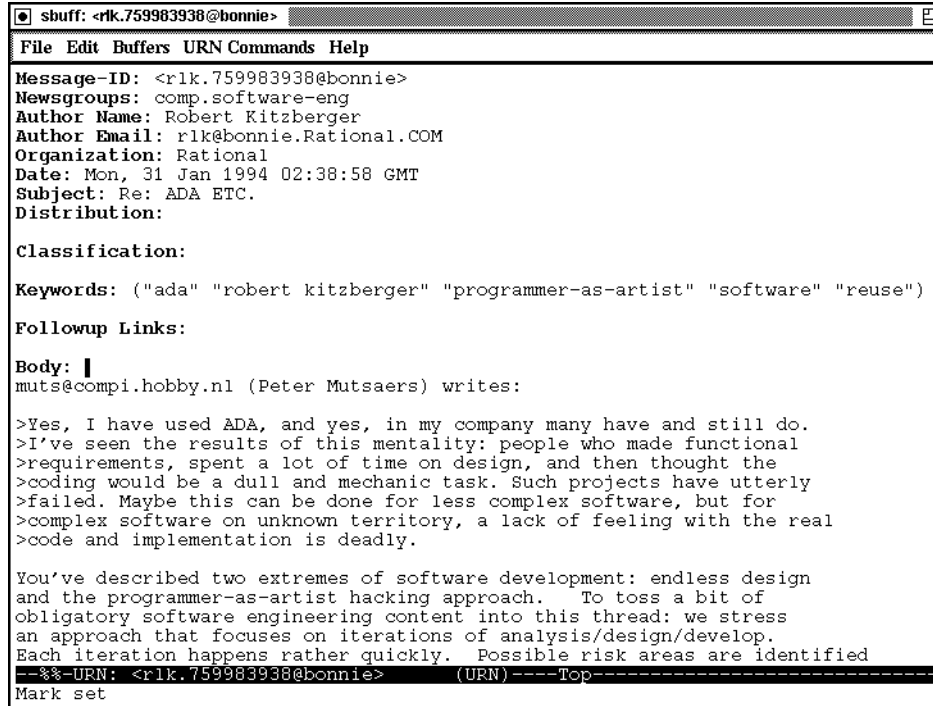 sbuff: <rlk.759983938@bonnie>
File Edit Buffers URN Commands Help
Message-ID: <rlk.759983938@bonnie>
Newsgroups: comp.software-eng
Author Name: Robert Kitzberger
Author Email: rlk@bonnie.Rational.COM
Organization: Rational
Date: Mon, 31 Jan 1994 02:38:58 GMT
Subject: Re: ADA ETC.
Distribution:
Classification:
Keywords: ("ada" "robert kitzberger" "programmer-as-artist" "software" "reuse")
Followup Links:
Body:
muts@compi.hobby.nl (Peter Mutsaers) writes:
>Yes, I have used ADA, and yes, in my company many have and still do.
>I've seen the results of this mentality: people who made functional
>requirements, spent a lot of time on design, and then thought the
>coding would be a dull and mechanic task. Such projects have utterly
>failed. Maybe this can be done for less complex software, but for
>complex software on unknown territory, a lack of feeling with the real
>code and implementation is deadly.
You've described two extremes of software development: endless design
and the programmer-as-artist hacking approach.   To toss a bit of
obligatory software engineering content into this thread: we stress
an approach that focuses on iterations of analysis/design/develop.
Each iteration happens rather quickly.  Possible risk areas are identified
--%%-URN: <rlk.759983938@bonnie>       (URN)----Top------------------------------
Mark set